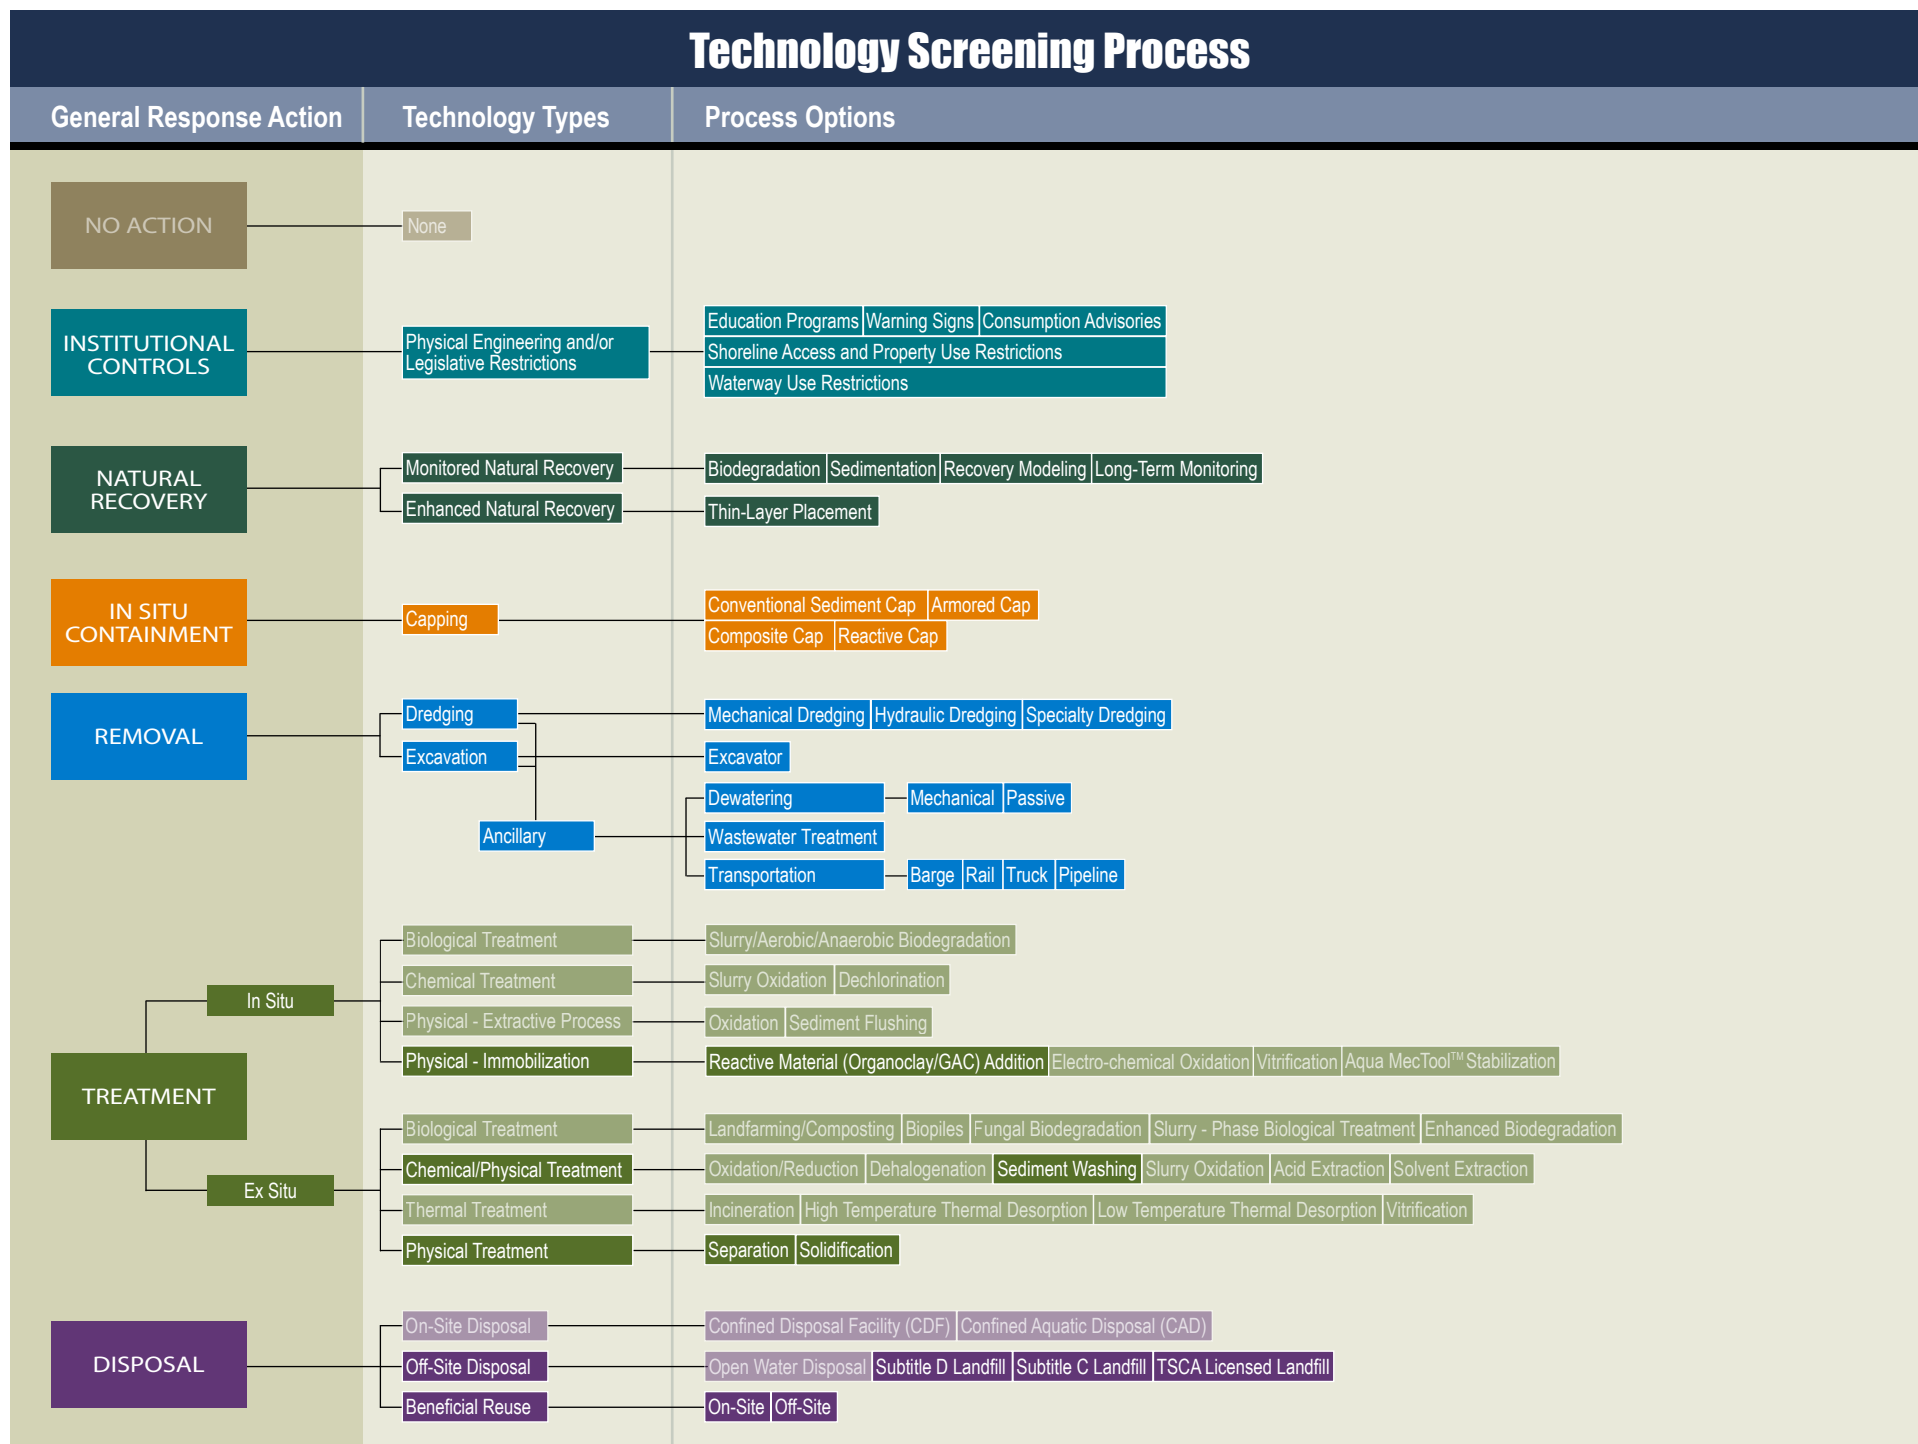 Technology Screening Process
General Response Action
Technology Types
Process Options
NO ACTION
None
INSTITUTIONAL
CONTROLS
Physical Engineering and/or
Legislative Restrictions
Education Programs
Warning Signs
Consumption Advisories
Shoreline Access and Property Use Restrictions
Waterway Use Restrictions
NATURAL
RECOVERY
Monitored Natural Recovery
Biodegradation
Sedimentation
Recovery Modeling
Long-Term Monitoring
Enhanced Natural Recovery
Thin-Layer Placement
IN SITU
CONTAINMENT
Capping
Conventional Sediment Cap
Armored Cap
Composite Cap
Reactive Cap
REMOVAL
Dredging
Mechanical Dredging
Hydraulic Dredging
Specialty Dredging
Excavation
Excavator
Ancillary
Dewatering
Mechanical
Passive
Wastewater Treatment
Transportation
Barge
Rail
Truck
Pipeline
TREATMENT
In Situ
Biological Treatment
Slurry/Aerobic/Anaerobic Biodegradation
Chemical Treatment
Slurry Oxidation
Dechlorination
Physical - Extractive Process
Oxidation
Sediment Flushing
Physical - Immobilization
Reactive Material (Organoclay/GAC) Addition
Electro-chemical Oxidation
Vitrification
Aqua MecTool™ Stabilization
Ex Situ
Biological Treatment
Landfarming/Composting
Biopiles
Fungal Biodegradation
Slurry - Phase Biological Treatment
Enhanced Biodegradation
Chemical/Physical Treatment
Oxidation/Reduction
Dehalogenation
Sediment Washing
Slurry Oxidation
Acid Extraction
Solvent Extraction
Thermal Treatment
Incineration
High Temperature Thermal Desorption
Low Temperature Thermal Desorption
Vitrification
Physical Treatment
Separation
Solidification
DISPOSAL
On-Site Disposal
Confined Disposal Facility (CDF)
Confined Aquatic Disposal (CAD)
Off-Site Disposal
Open Water Disposal
Subtitle D Landfill
Subtitle C Landfill
TSCA Licensed Landfill
Beneficial Reuse
On-Site
Off-Site